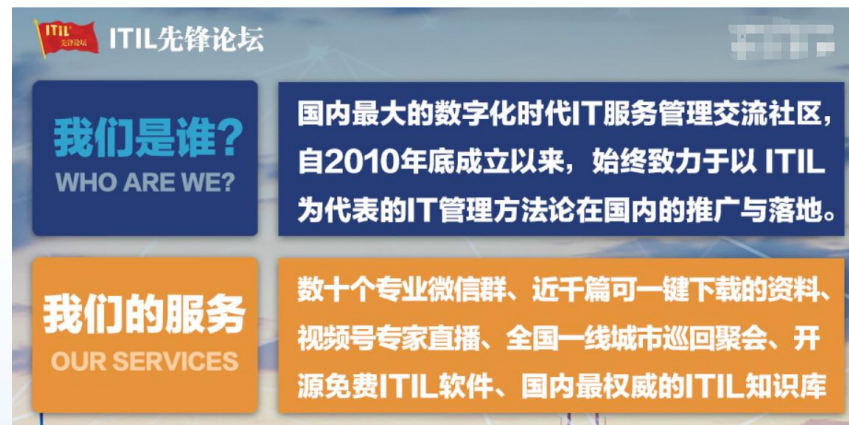 ITIL
先锋论坛
ITIL先锋论坛
我们是谁?
WHO ARE WE?
国内最大的数字化时代IT服务管理交流社区，
自2010年底成立以来，始终致力于以 ITIL
为代表的IT管理方法论在国内的推广与落地。
我们的服务
OUR SERVICES
数十个专业微信群、近千篇可一键下载的资料、
视频号专家直播、全国一线城市巡回聚会、开
源免费ITIL软件、国内最权威的ITIL知识库